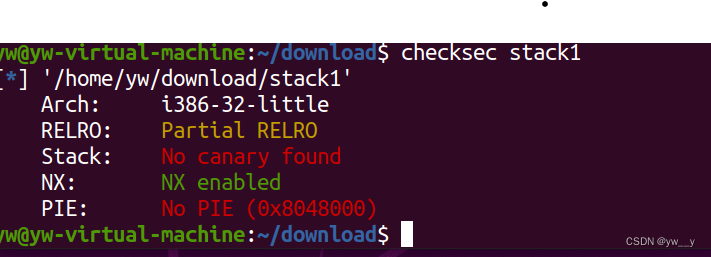 yw@yw-virtual-machine:~/download$ checksec stack1
[*] '/home/yw/download/stack1'
Arch: i386-32-little
RELRO: Partial RELRO
Stack: No canary found
NX: NX enabled
PIE: No PIE (0x8048000)
yw@yw-virtual-machine:~/download$
CSDN @yw__y